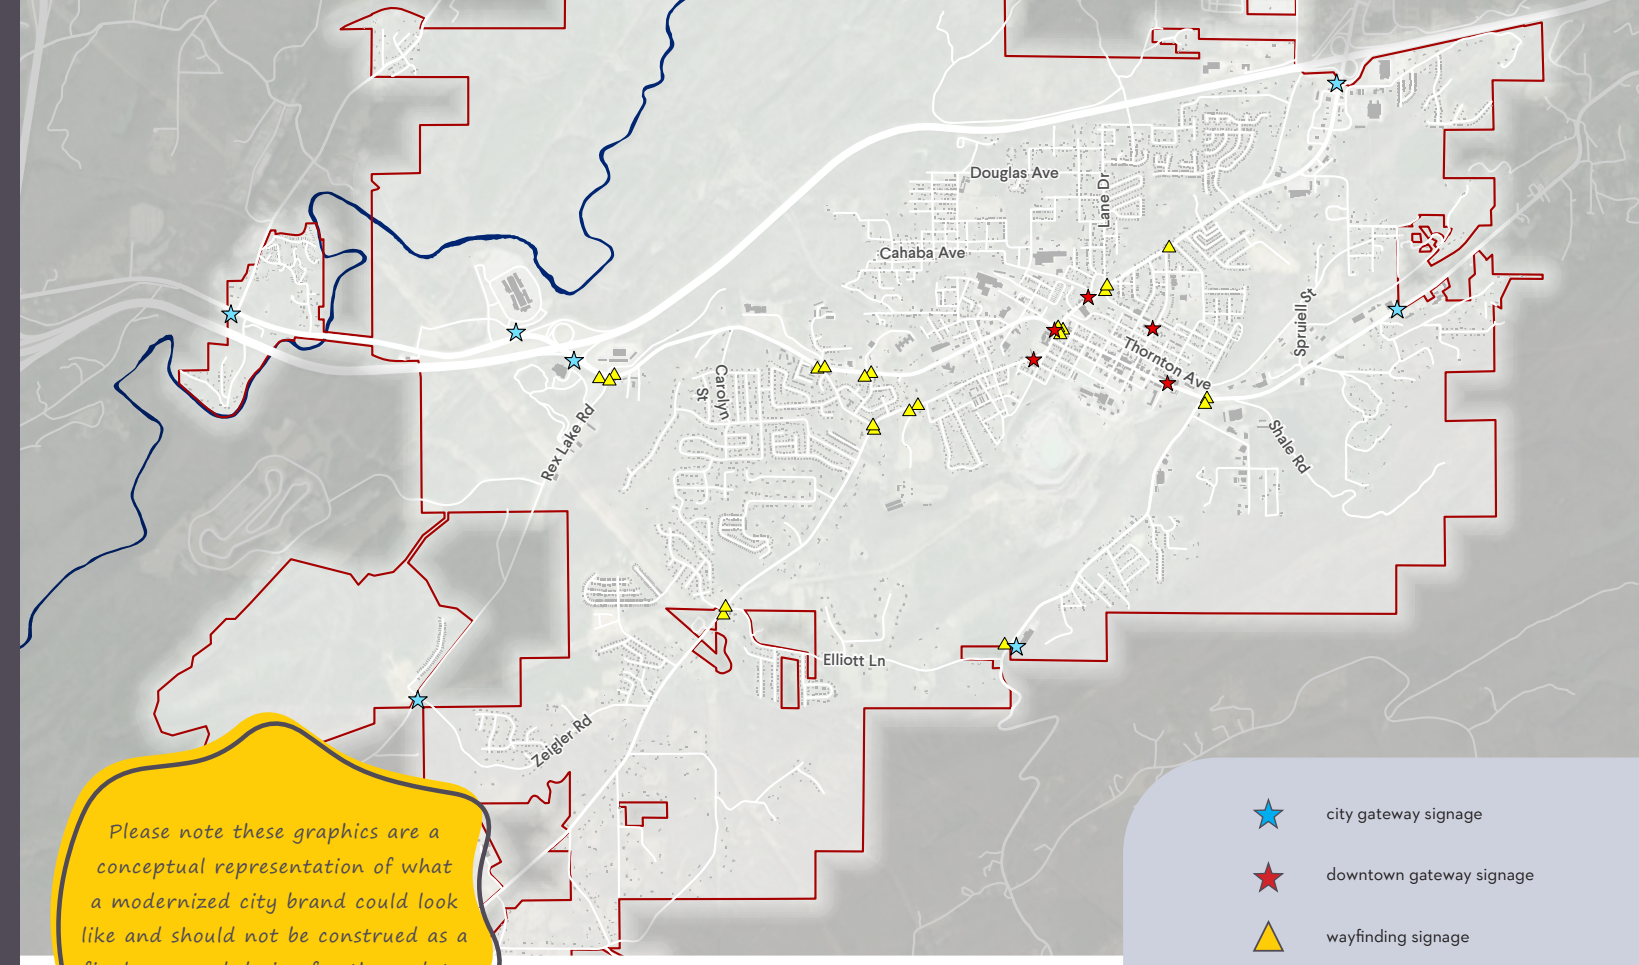 Douglas Ave
Lane Dr
Cahaba Ave
Spruiell St
Thornton Ave
Carolyn
St
Rex Lake Rd
Shale Rd
Elliott Ln
Zeigler Rd
Please note these graphics are a
conceptual representation of what
a modernized city brand could look
like and should not be construed as a
city gateway signage
downtown gateway signage
wayfinding signage